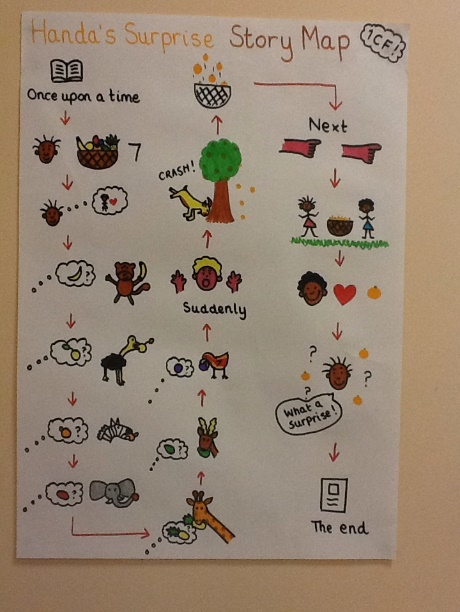 Handa's Surprise Story Map
1CF!
Once upon a time
7
?
?
?
?
?
?
?
?
CRASH!
Suddenly
Next
?
?
?
What a
surprise!
The end